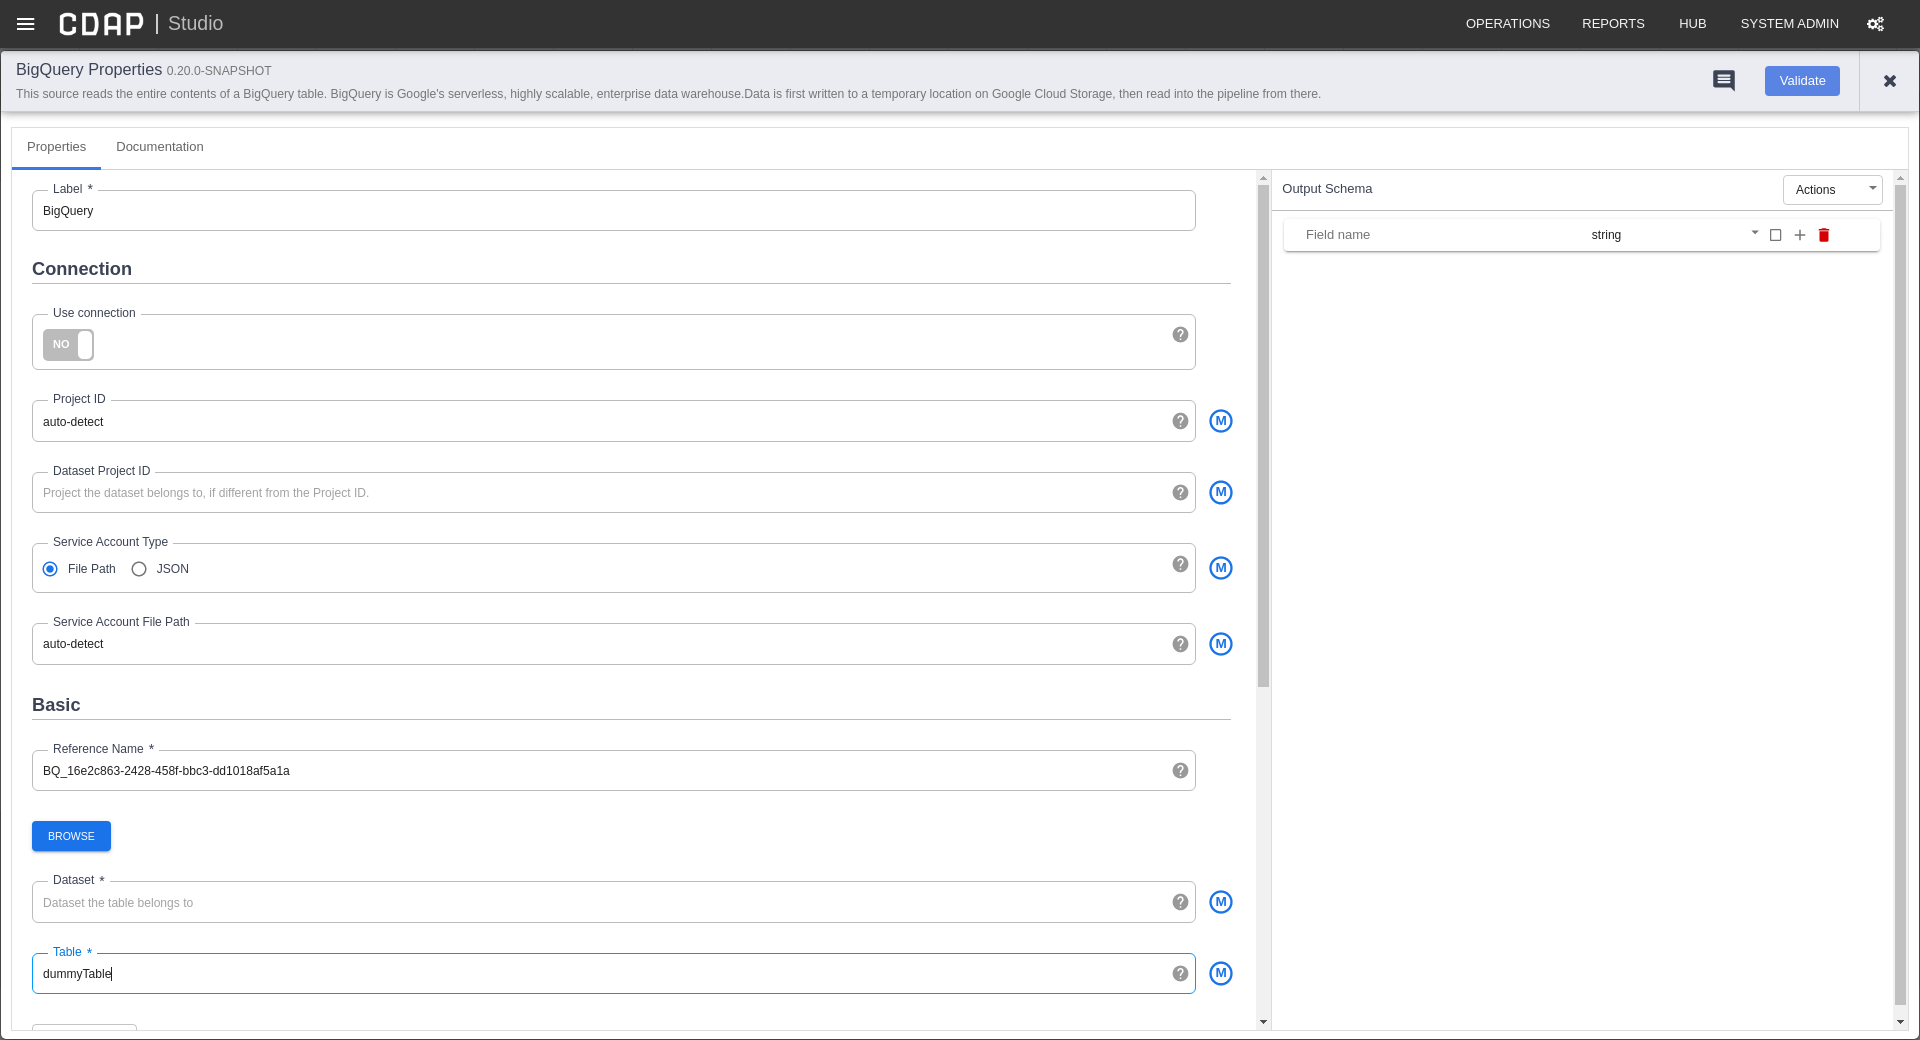 CDAP | Studio OPERATIONS REPORTS HUB SYSTEM ADMIN
BigQuery Properties 0.20.0-SNAPSHOT
This source reads the entire contents of a BigQuery table. BigQuery is Google's serverless, highly scalable, enterprise data warehouse.Data is first written to a temporary location on Google Cloud Storage, then read into the pipeline from there.
Validate
Properties Documentation
Label *
BigQuery
Connection
Use connection
NO
Project ID
auto-detect
M
Dataset Project ID
Project the dataset belongs to, if different from the Project ID.
M
Service Account Type
File Path JSON
M
Service Account File Path
auto-detect
M
Basic
Reference Name *
BQ_16e2c863-2428-458f-bbc3-dd1018af5a1a
BROWSE
Dataset *
Dataset the table belongs to
M
Table *
dummyTable
M
Output Schema
Actions
Field name string